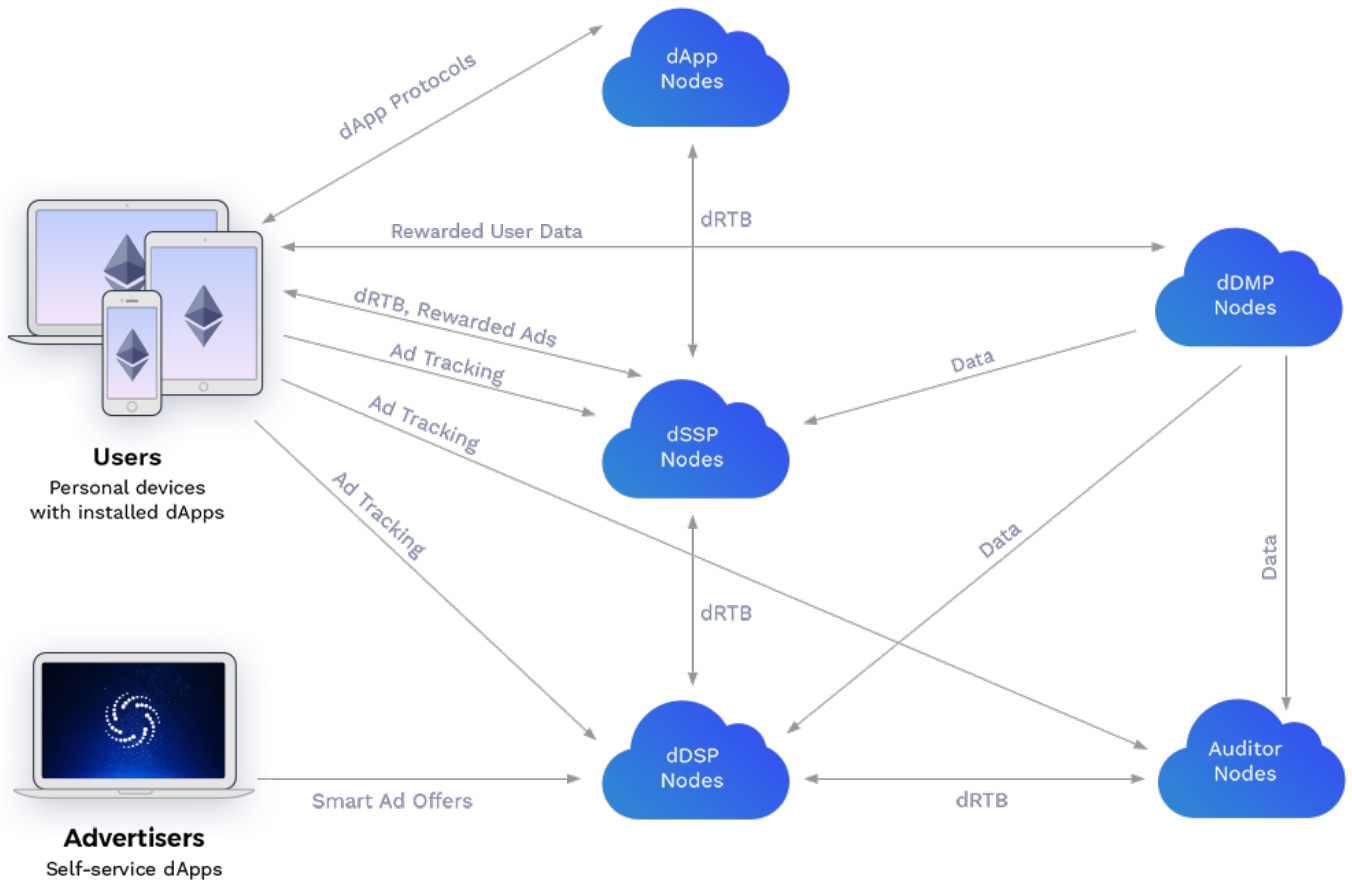 dApp
Nodes
dApp Protocols
dRTB
Rewarded User Data
dDMP
Nodes
dRTB, Rewarded Ads
Ad Tracking
Data
Ad Tracking
dSSP
Nodes
Users
Personal devices
with installed dApps
Ad Tracking
Data
Data
dRTB
dDSP
Nodes
Auditor
Nodes
Smart Ad Offers
dRTB
Advertisers
Self-service dApps